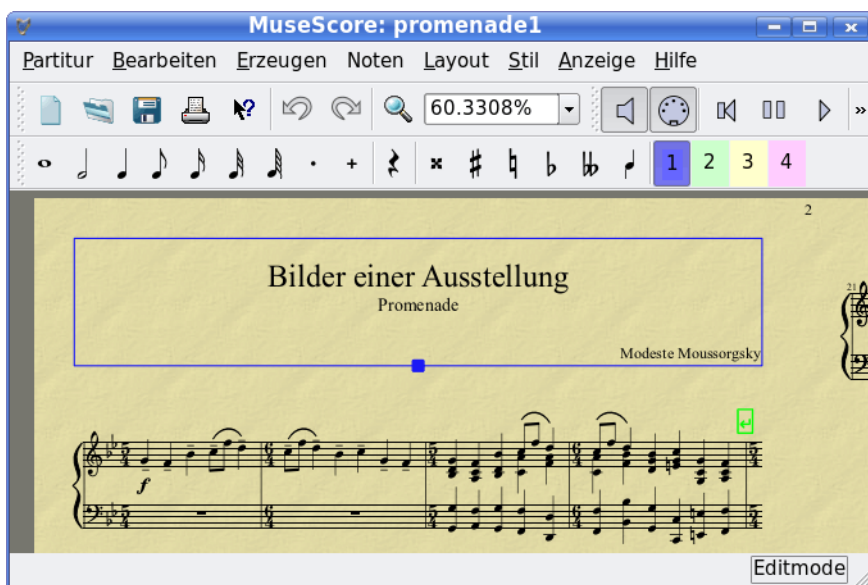 MuseScore: promenade1
Partitur Bearbeiten Erzeugen Noten Layout Stil Anzeige Hilfe
60.3308%
1 2 3 4
2
Bilder einer Ausstellung
Promenade
Modeste Moussorgsky
21
f
Editmode